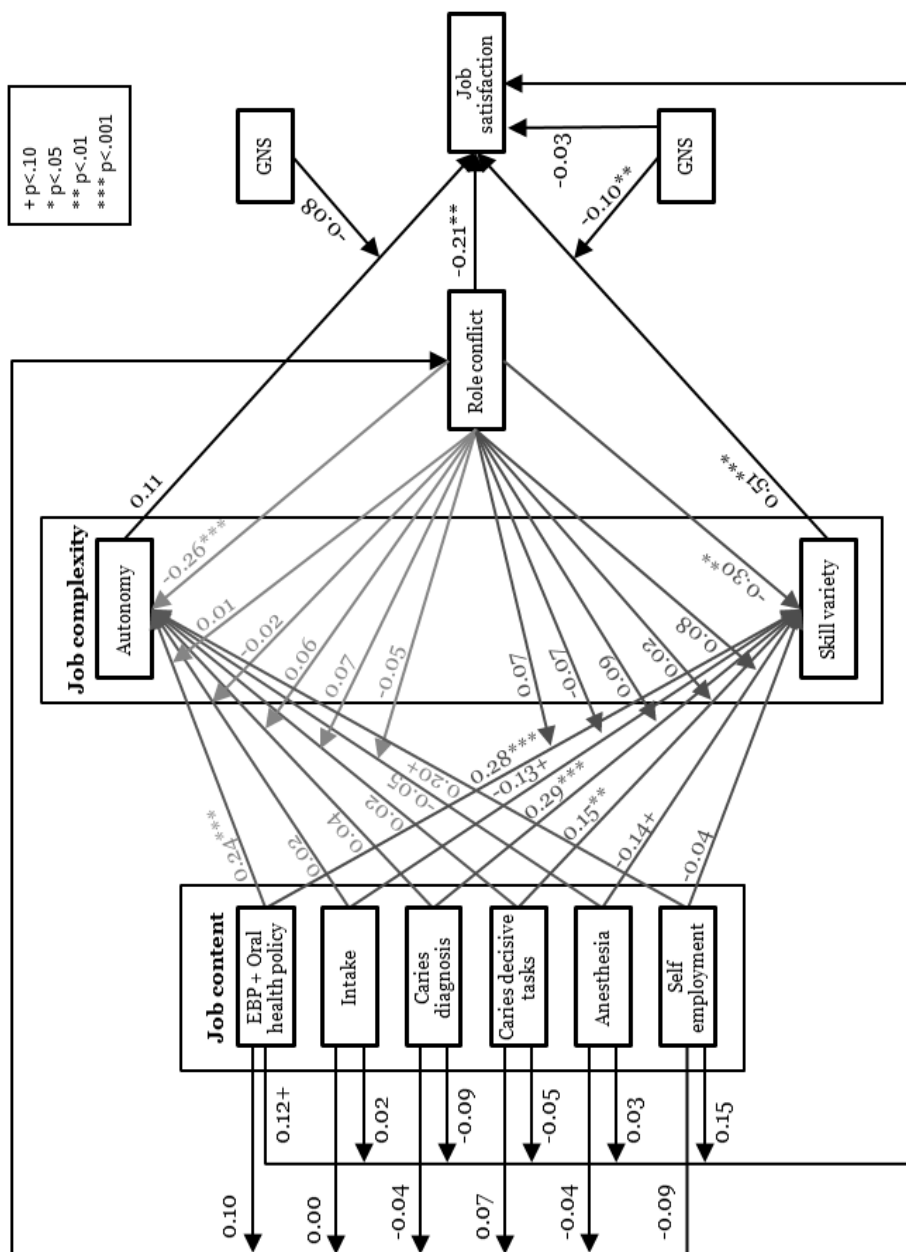 + p<.10
* p<.05
** p<.01
*** p<.001
GNS
Job
satisfaction
GNS
-0.08
-0.21**
-0.03
-0.10**
Role conflict
0.11
0.51***
Job complexity
Autonomy
Skill variety
-0.26***
0.01
-0.02
0.06
0.07
-0.05
0.07
-0.07
0.09
0.02
0.08
-0.30**
0.24***
0.02
0.04
0.02
-0.05
0.20+
0.28***
-0.13+
0.29***
0.15**
-0.14+
-0.04
Job content
EBP + Oral
health policy
Intake
Caries
diagnosis
Caries decisive
tasks
Anesthesia
Self
employment
0.12+
0.02
-0.09
-0.05
0.03
0.15
0.10
0.00
-0.04
0.07
-0.04
-0.09